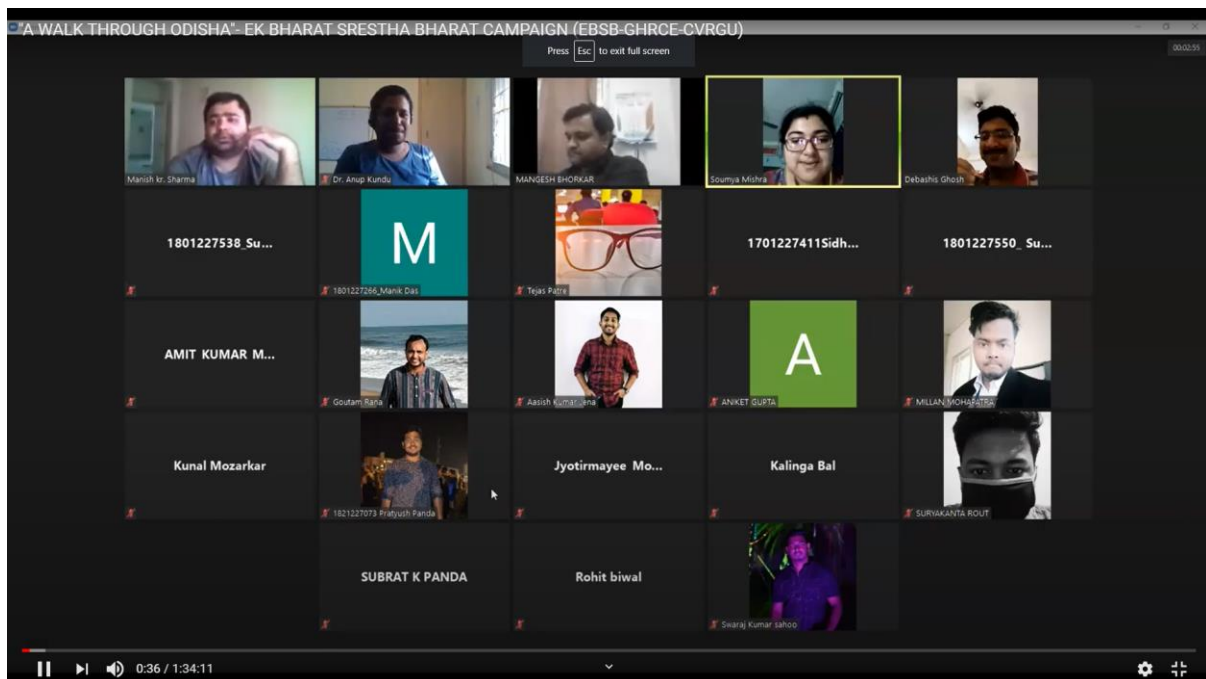 "A WALK THROUGH ODISHA"- EK BHARAT SRESTHA BHARAT CAMPAIGN (EBSB-GHRCE-CVRGU)
Press Esc to exit full screen
00:02:55
Manish kr. Sharma
Dr. Anup Kundu
MANGESH BHORKAR
Soumya Mishra
Debashis Ghosh
1801227538_Su...
M
1801227266_Manik Das
Tejas Patre
1701227411Sidh...
1801227550_ Su...
AMIT KUMAR M...
Goutam Rana
Aasish Kumar Jena
A
ANIKET GUPTA
MILLAN MOHAPATRA
Kunal Mozarkar
1821227073 Pratyush Panda
Jyotirmayee Mo...
Kalinga Bal
SURYAKANTA ROUT
SUBRAT K PANDA
Rohit biwal
Swaraj Kumar sahoo
0:36 / 1:34:11